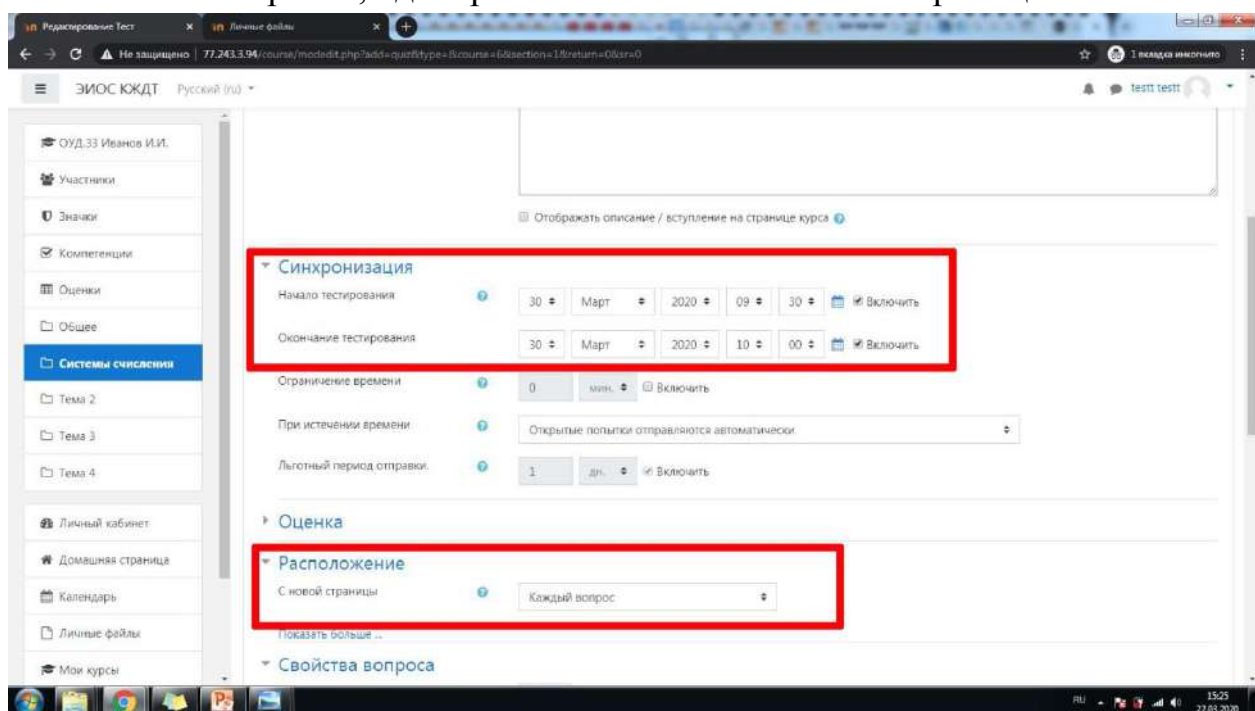 Редактирование Тест
Личные файлы
Не защищено 77.243.3.94/course/modedit.php?add=quiz&type=&course=6&section=1&return=0&sr=0
1 вкладка инкогнито
ЭИОС КЖДТ Русский (ru)
testt testt
ОУД.33 Иванов И.И.
Участники
Значки
Компетенции
Оценки
Общее
Системы счисления
Тема 2
Тема 3
Тема 4
Личный кабинет
Домашняя страница
Календарь
Личные файлы
Мои курсы
Отображать описание / вступление на странице курса
Синхронизация
Начало тестирования 30 Март 2020 09 30 Включить
Окончание тестирования 30 Март 2020 10 00 Включить
Ограничение времени 0 мин. Включить
При истечении времени Открытые попытки отправляются автоматически
Льготный период отправки. 1 дн. Включить
Оценка
Расположение
С новой страницы Каждый вопрос
Показать больше ...
Свойства вопроса
RU 15:25
22.03.2020